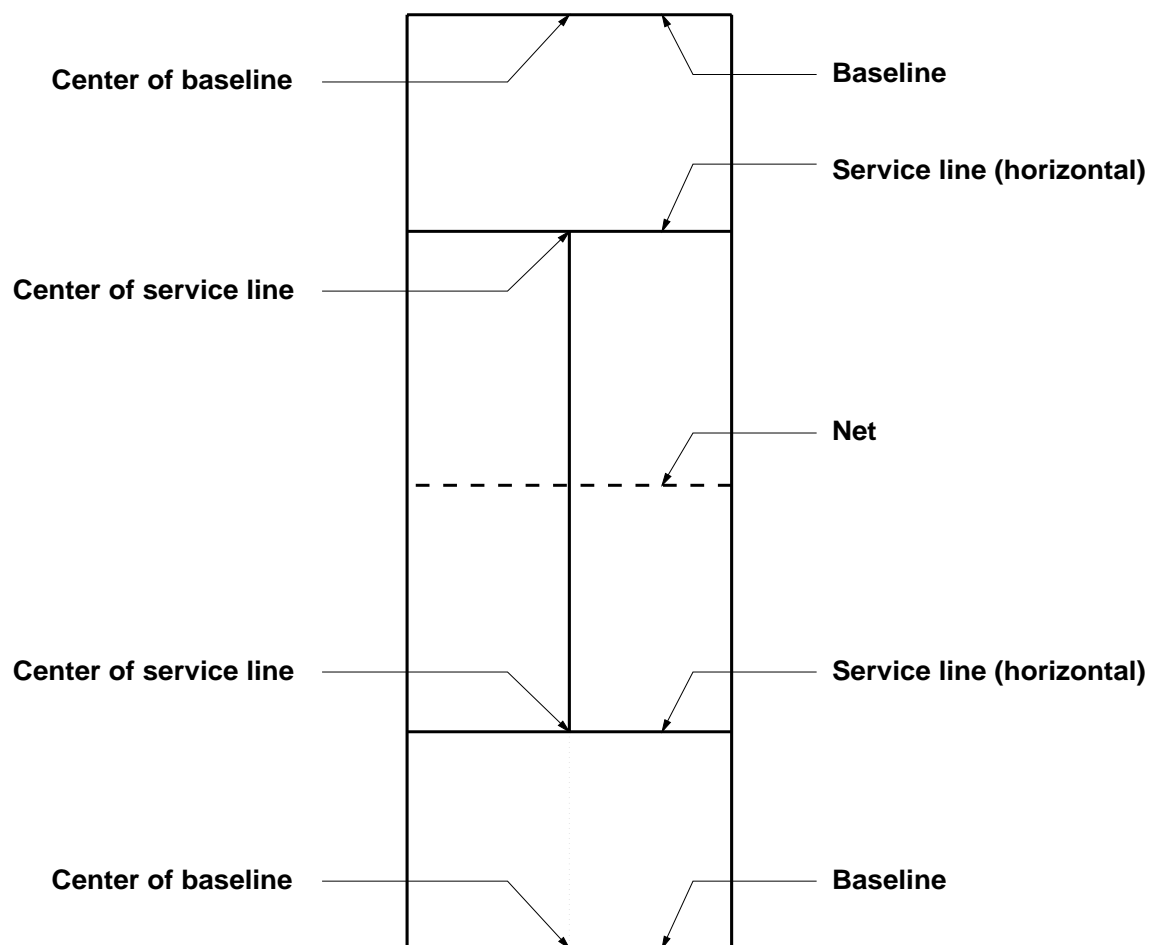 Center of baseline
Baseline
Service line (horizontal)
Center of service line
Net
Center of service line
Service line (horizontal)
Center of baseline
Baseline